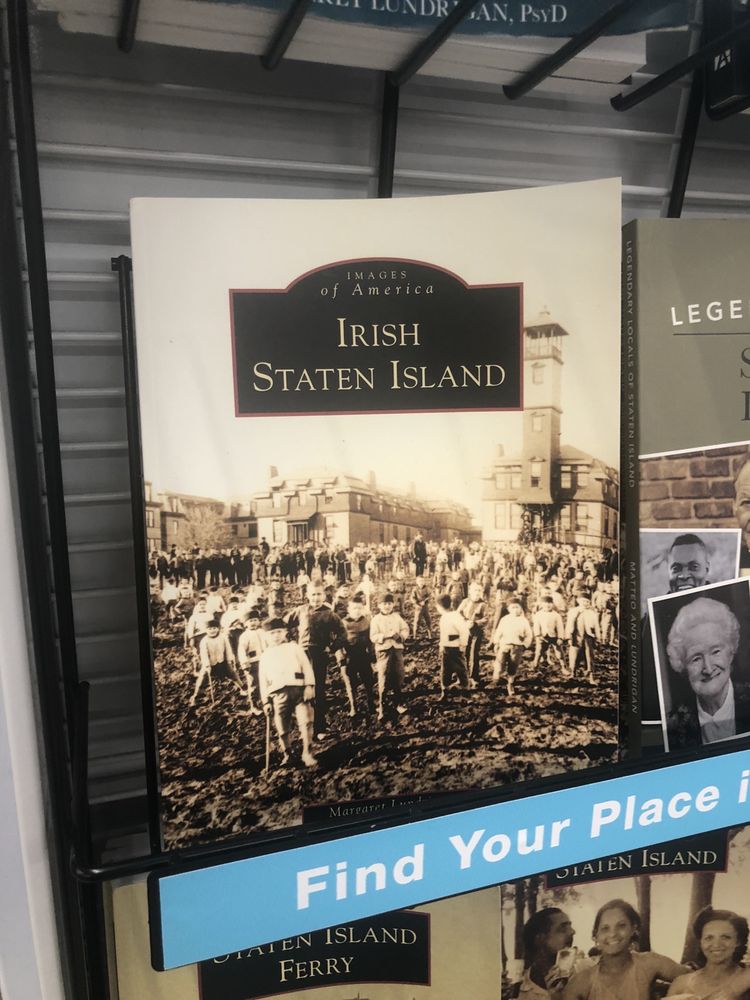 LUNDRIGAN, PSYD
IMAGES
of America
IRISH
STATEN ISLAND
Margaret
LEGENDARY LOCALS OF STATEN ISLAND
MATTEO AND LUNDRIGAN
LEGE
S
Find Your Place i
STATEN ISLAND
FERRY
STATEN ISLAND